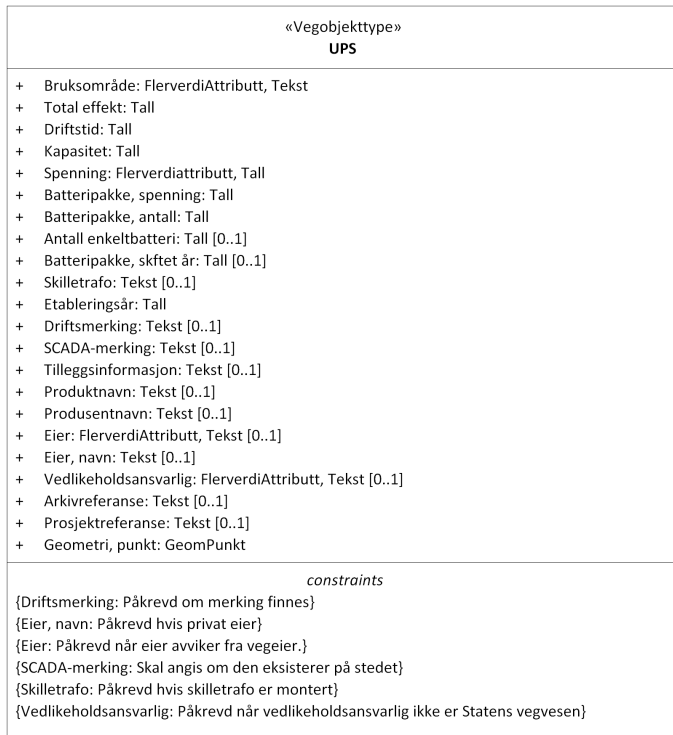 «Vegobjekttype»
UPS
+ Bruksområde: FlerverdiAttributt, Tekst
+ Total effekt: Tall
+ Driftstid: Tall
+ Kapasitet: Tall
+ Spenning: Flerverdiattributt, Tall
+ Batteripakke, spenning: Tall
+ Batteripakke, antall: Tall
+ Antall enkeltbatteri: Tall [0..1]
+ Batteripakke, skftet år: Tall [0..1]
+ Skilletrafo: Tekst [0..1]
+ Etableringsår: Tall
+ Driftsmerking: Tekst [0..1]
+ SCADA-merking: Tekst [0..1]
+ Tilleggsinformasjon: Tekst [0..1]
+ Produktnavn: Tekst [0..1]
+ Produsentnavn: Tekst [0..1]
+ Eier: FlerverdiAttributt, Tekst [0..1]
+ Eier, navn: Tekst [0..1]
+ Vedlikeholdsansvarlig: FlerverdiAttributt, Tekst [0..1]
+ Arkivreferanse: Tekst [0..1]
+ Prosjektreferanse: Tekst [0..1]
+ Geometri, punkt: GeomPunkt
constraints
{Driftsmerking: Påkrevd om merking finnes}
{Eier, navn: Påkrevd hvis privat eier}
{Eier: Påkrevd når eier avviker fra vegeier.}
{SCADA-merking: Skal angis om den eksisterer på stedet}
{Skilletrafo: Påkrevd hvis skilletrafo er montert}
{Vedlikeholdsansvarlig: Påkrevd når vedlikeholdsansvarlig ikke er Statens vegvesen}